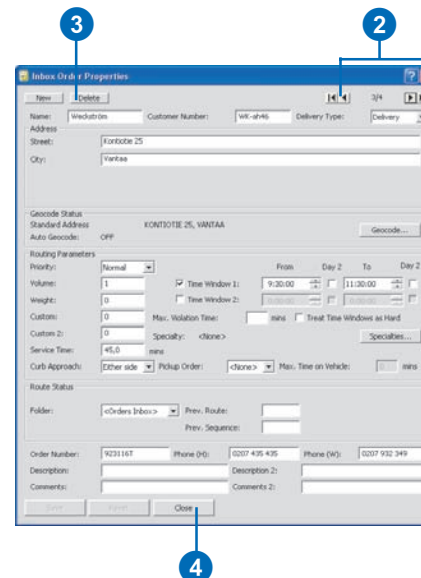 3
2
Inbox Order Properties
?
New Delete 3/4
Name: Weckström Customer Number: WK-ah46 Delivery Type: Delivery
Address
Street: Kontiotie 25
City: Vantaa
Geocode Status
Standard Address KONTIOTIE 25, VANTAA
Auto Geocode: OFF Geocode...
Routing Parameters
Priority: Normal From Day 2 To Day 2
Volume: 1 Time Window 1: 9:30:00 11:30:00
Weight: 0 Time Window 2:
Custom: 0 Max. Violation Time: mins Treat Time Windows as Hard
Custom 2: 0 Specialty: <None> Specialties...
Service Time: 45,0 mins
Curb Approach: Either side Pickup Order: <None> Max. Time on Vehicle: 0 mins
Route Status
Folder: <Orders Inbox> Prev. Route:
Prev. Sequence:
Order Number: 923116T Phone (H): 0207 435 435 Phone (W): 0207 932 349
Description: Description 2:
Comments: Comments 2:
Save Close
4